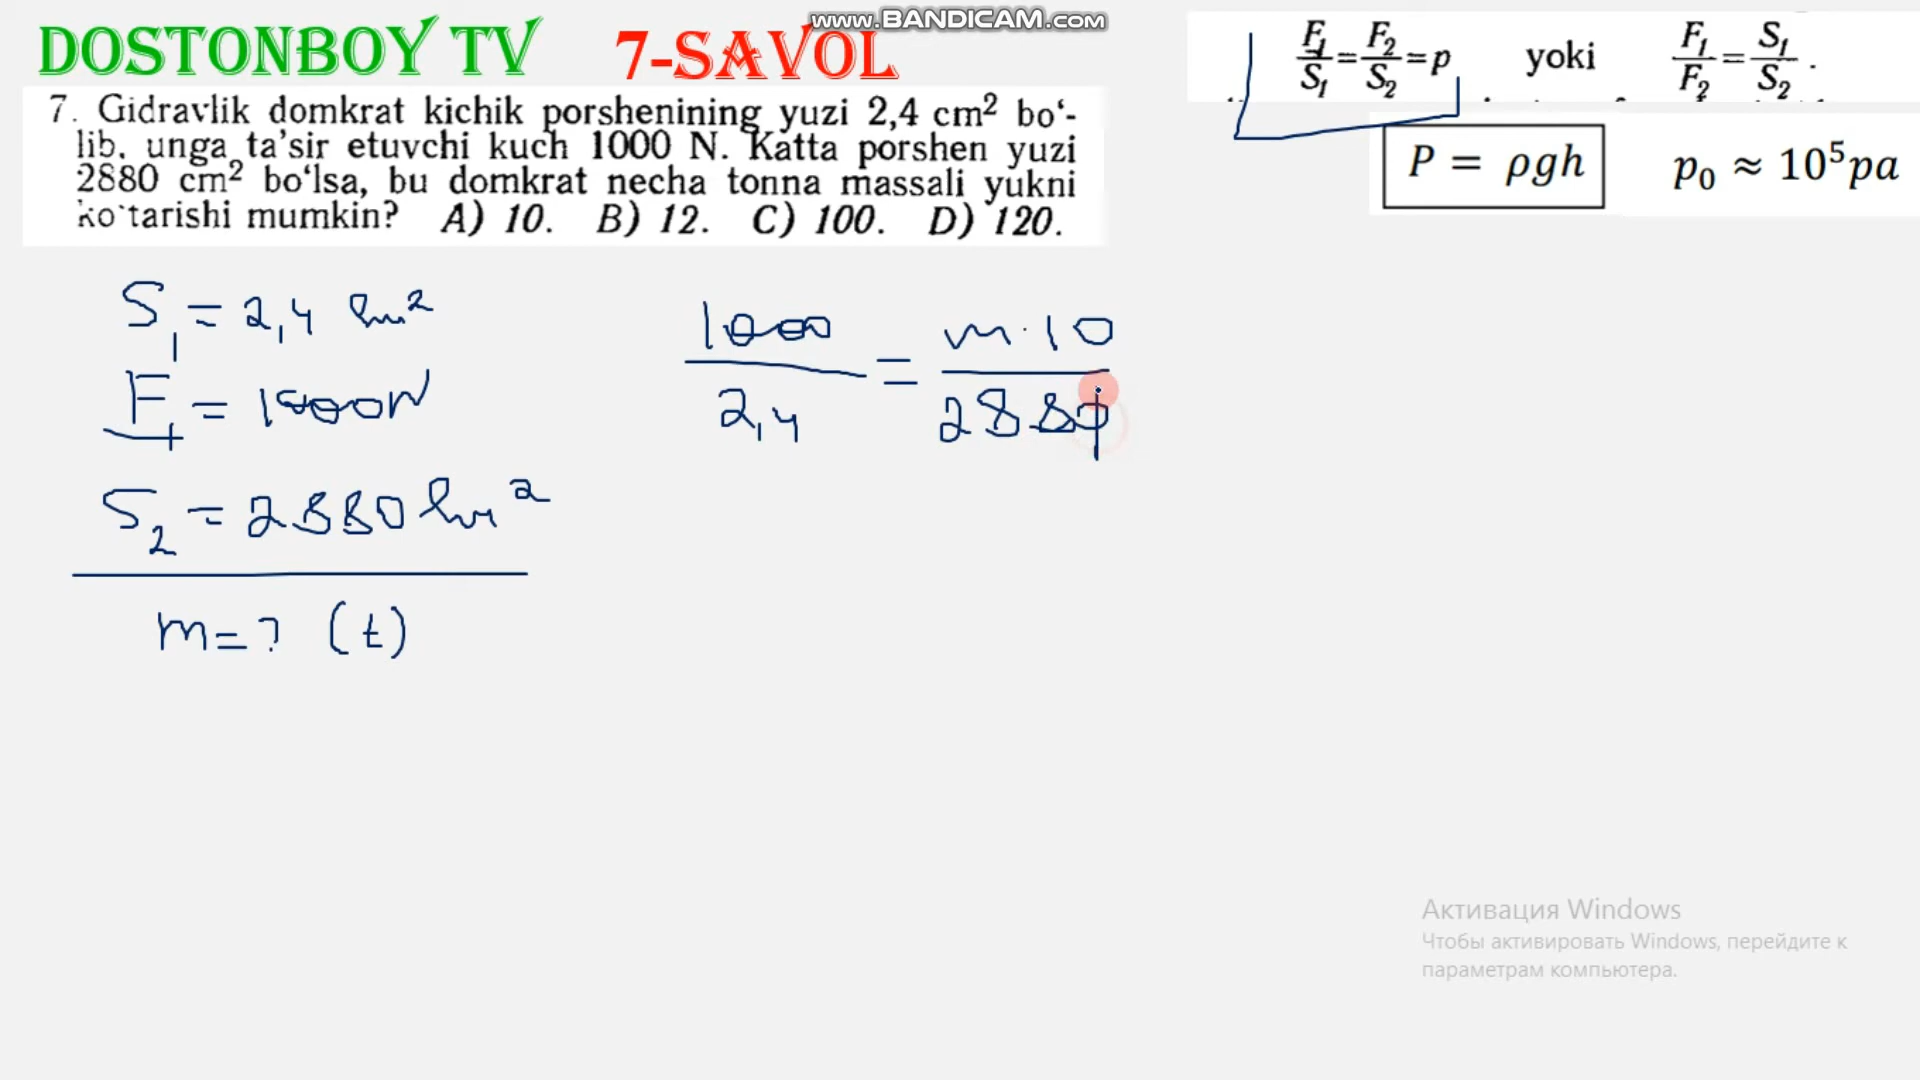 www.BANDICAM.com
DOSTONBOY TV 7-SAVOL
7. Gidravlik domkrat kichik porshenining yuzi 2,4 cm² bo‘-
lib, unga ta’sir etuvchi kuch 1000 N. Katta porshen yuzi
2880 cm² bo‘lsa, bu domkrat necha tonna massali yukni
ko‘tarishi mumkin? A) 10. B) 12. C) 100. D) 120.
F₁/S₁ = F₂/S₂ = p yoki F₁/F₂ = S₁/S₂ .
P = ρgh p₀ ≈ 10⁵pa
S₁ = 2,4 sm²
F₁ = 1000N
S₂ = 2880 sm²
m = ? (t)
1000/2,4 = m·10/2880
Активация Windows
Чтобы активировать Windows, перейдите к
параметрам компьютера.